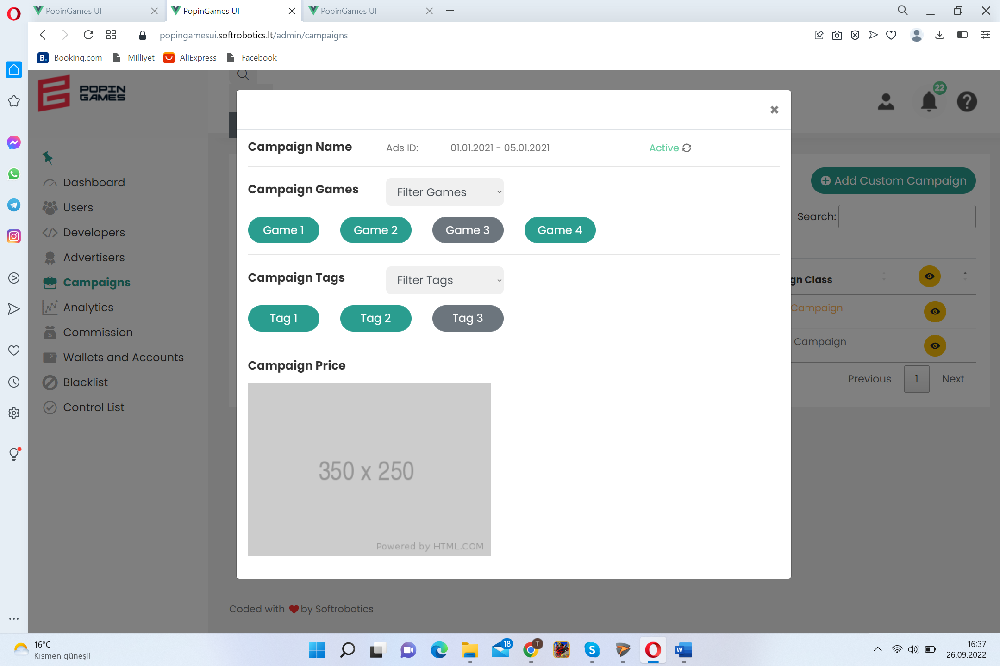 PopinGames UI
PopinGames UI
PopinGames UI
popingamesui.softrobotics.lt/admin/campaigns
B. Booking.com
Milliyet
AliExpress
Facebook
POPIN
GAMES
22
Dashboard
Users
Developers
Advertisers
Campaigns
Analytics
Commission
Wallets and Accounts
Blacklist
Control List
Campaign Name
Ads ID:
01.01.2021 - 05.01.2021
Active
Campaign Games
Filter Games
Game 1
Game 2
Game 3
Game 4
Campaign Tags
Filter Tags
Tag 1
Tag 2
Tag 3
Campaign Price
350 x 250
Powered by HTML.COM
Add Custom Campaign
Search:
gn Class
Campaign
Campaign
Previous
1
Next
Coded with by Softrobotics
16°C
Kısmen güneşli
18
T
S
W
16:37
26.09.2022